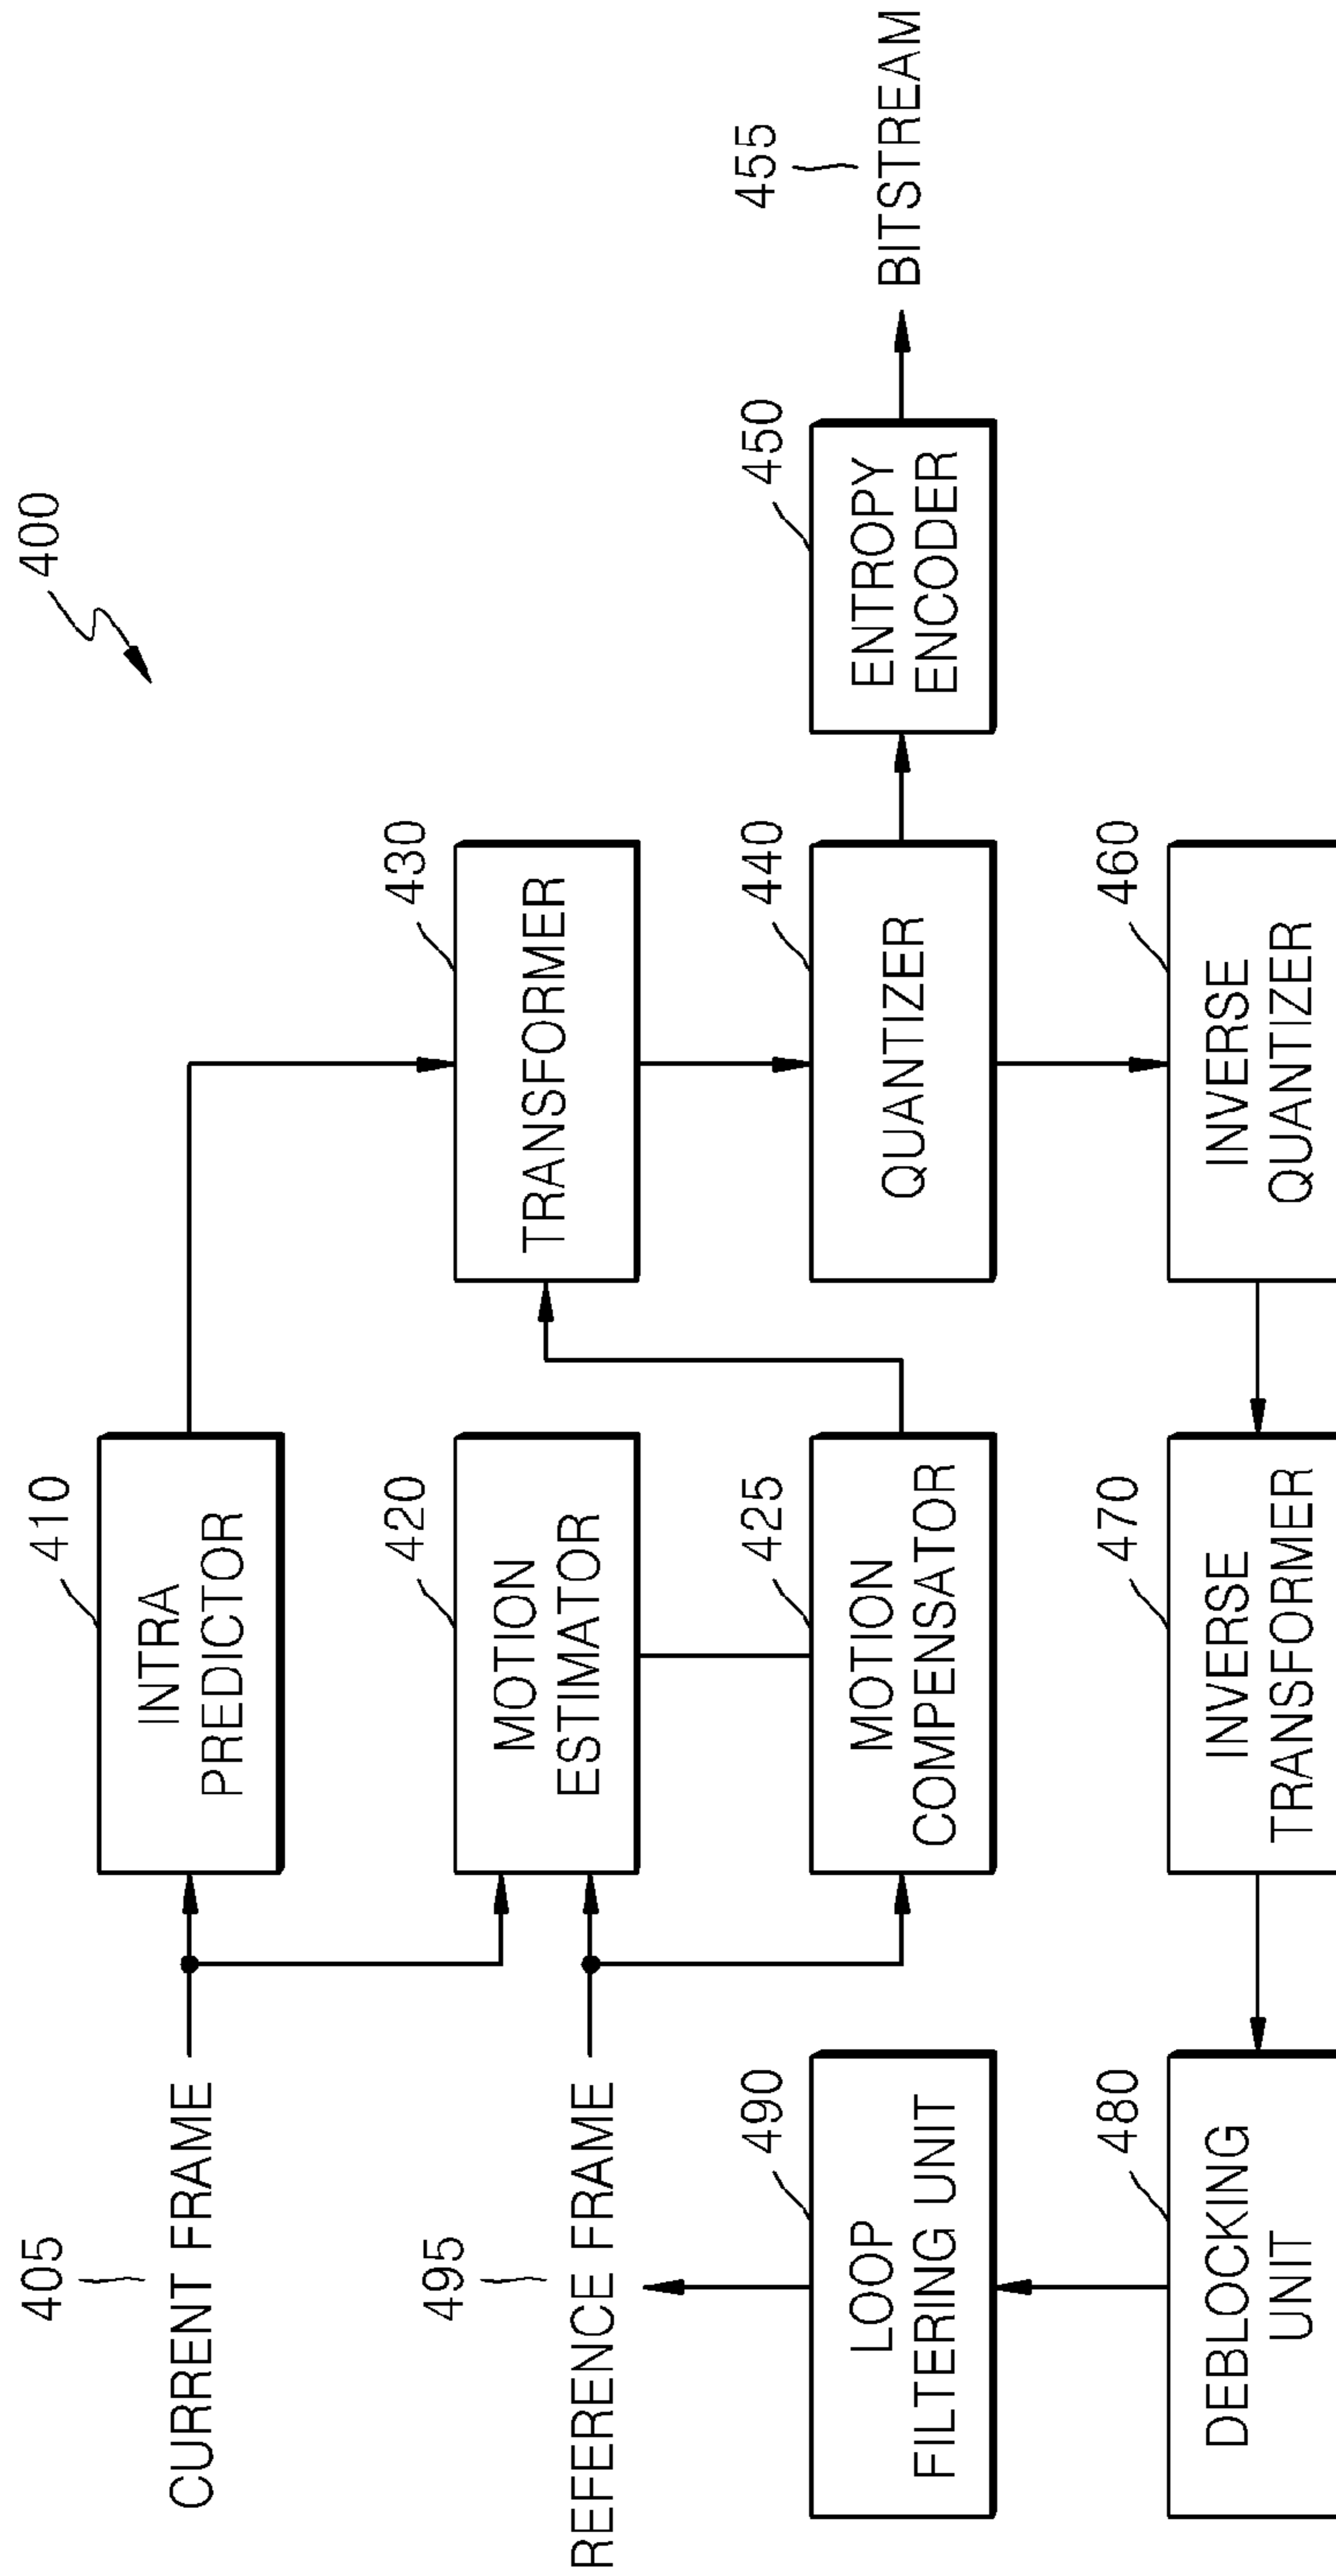 400
405
CURRENT FRAME
410
INTRA
PREDICTOR
495
REFERENCE FRAME
420
MOTION
ESTIMATOR
430
TRANSFORMER
490
LOOP
FILTERING UNIT
425
MOTION
COMPENSATOR
440
QUANTIZER
450
ENTROPY
ENCODER
455
BITSTREAM
480
DEBLOCKING
UNIT
470
INVERSE
TRANSFORMER
460
INVERSE
QUANTIZER